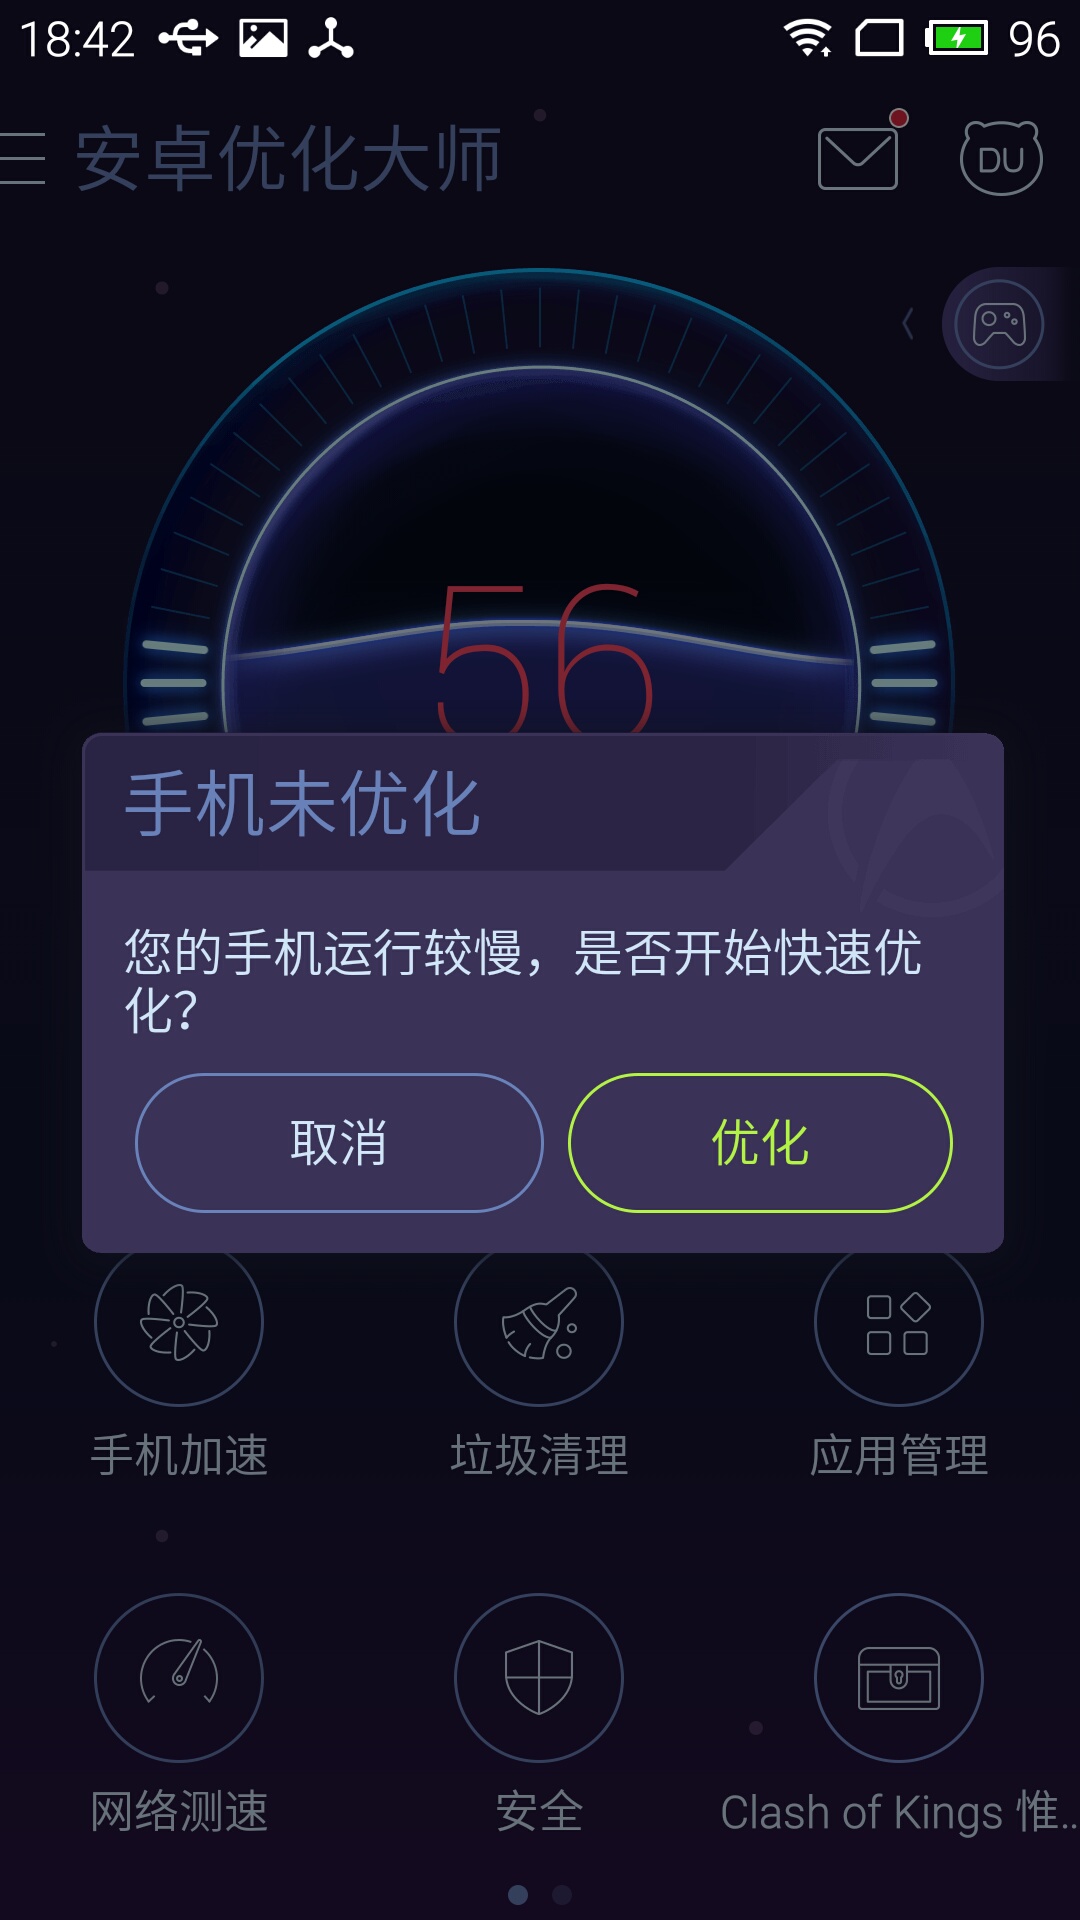 18:42
96
安卓优化大师
DU
56
手机未优化
您的手机运行较慢，是否开始快速优
化？
取消
优化
手机加速
垃圾清理
应用管理
网络测速
安全
Clash of Kings 惟...